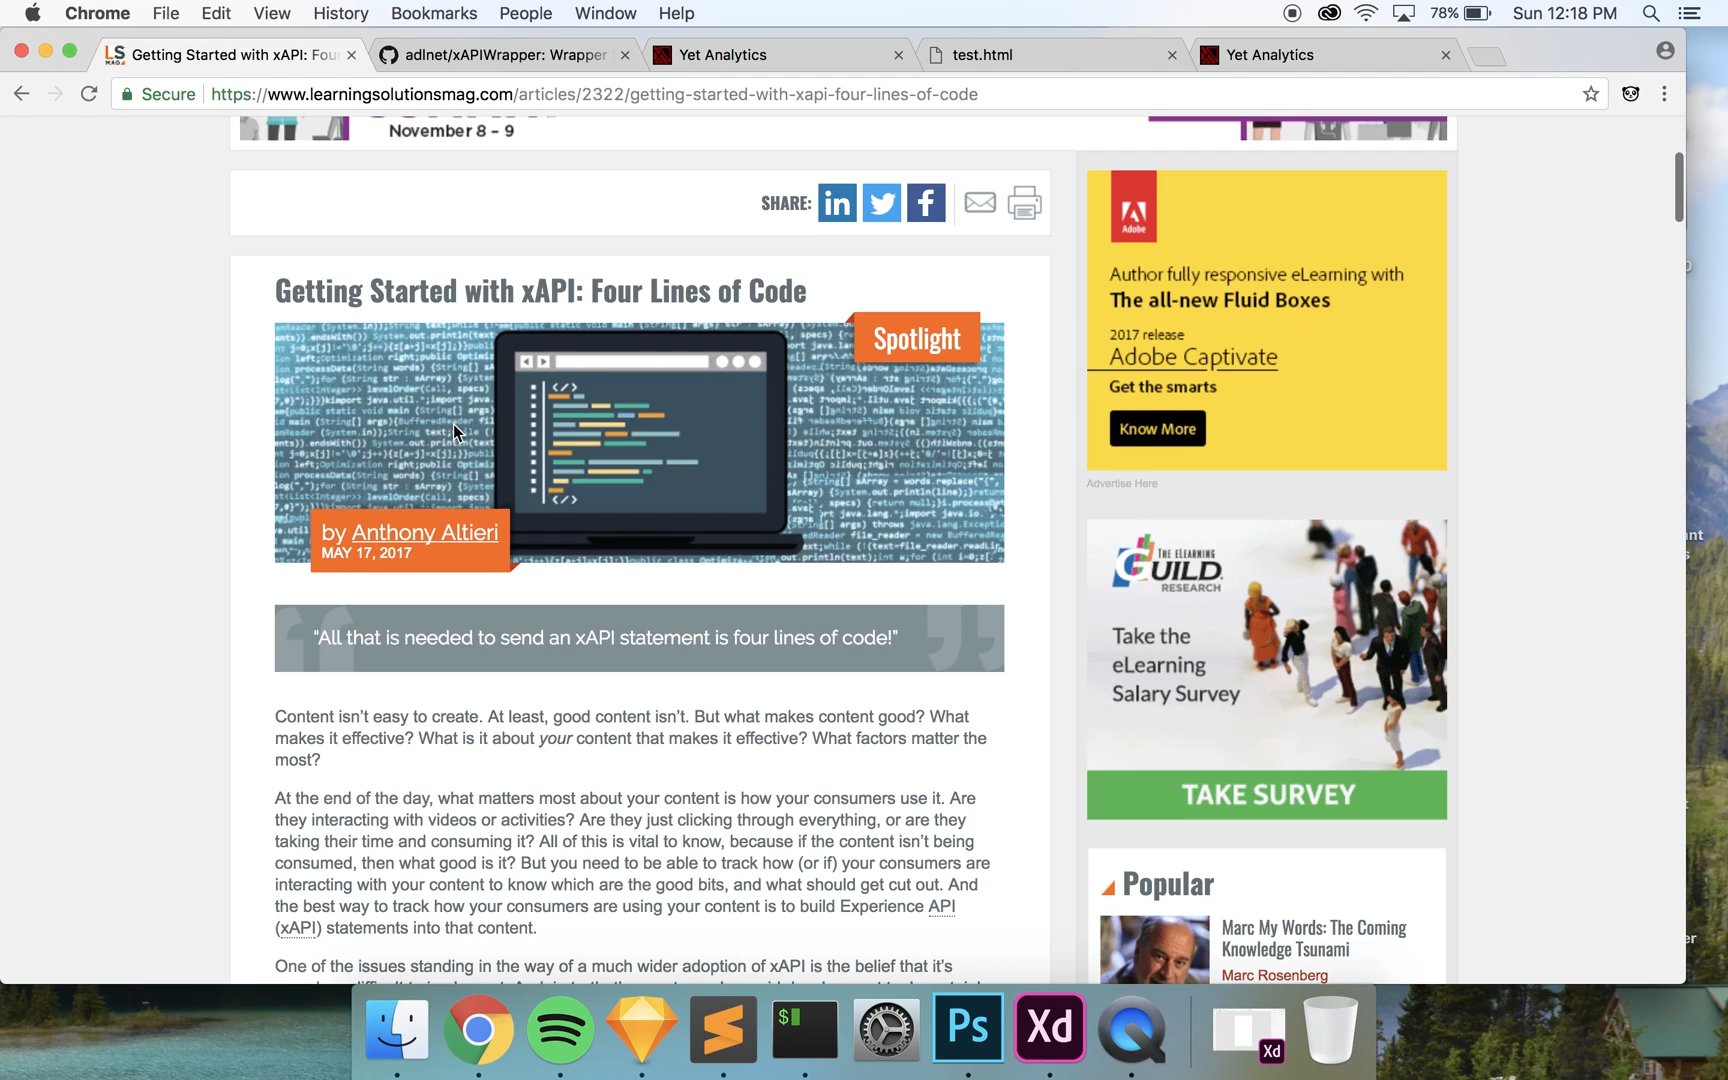 Chrome File Edit View History Bookmarks People Window Help 78% Sun 12:18 PM
LS MAG. Getting Started with xAPI: Fou
adlnet/xAPIWrapper: Wrapper
Yet Analytics
test.html
Yet Analytics
Secure https://www.learningsolutionsmag.com/articles/2322/getting-started-with-xapi-four-lines-of-code
November 8 - 9
SHARE:
Getting Started with xAPI: Four Lines of Code
Spotlight
by Anthony Altieri
MAY 17, 2017
“All that is needed to send an xAPI statement is four lines of code!”
Content isn’t easy to create. At least, good content isn’t. But what makes content good? What
makes it effective? What is it about your content that makes it effective? What factors matter the
most?
At the end of the day, what matters most about your content is how your consumers use it. Are
they interacting with videos or activities? Are they just clicking through everything, or are they
taking their time and consuming it? All of this is vital to know, because if the content isn’t being
consumed, then what good is it? But you need to be able to track how (or if) your consumers are
interacting with your content to know which are the good bits, and what should get cut out. And
the best way to track how your consumers are using your content is to build Experience API
(xAPI) statements into that content.
One of the issues standing in the way of a much wider adoption of xAPI is the belief that it’s
Adobe
Author fully responsive eLearning with
The all-new Fluid Boxes
2017 release
Adobe Captivate
Get the smarts
Know More
Advertise Here
THE ELEARNING
GUILD
RESEARCH
Take the
eLearning
Salary Survey
TAKE SURVEY
Popular
Marc My Words: The Coming
Knowledge Tsunami
Marc Rosenberg
$
Ps
Xd
Xd